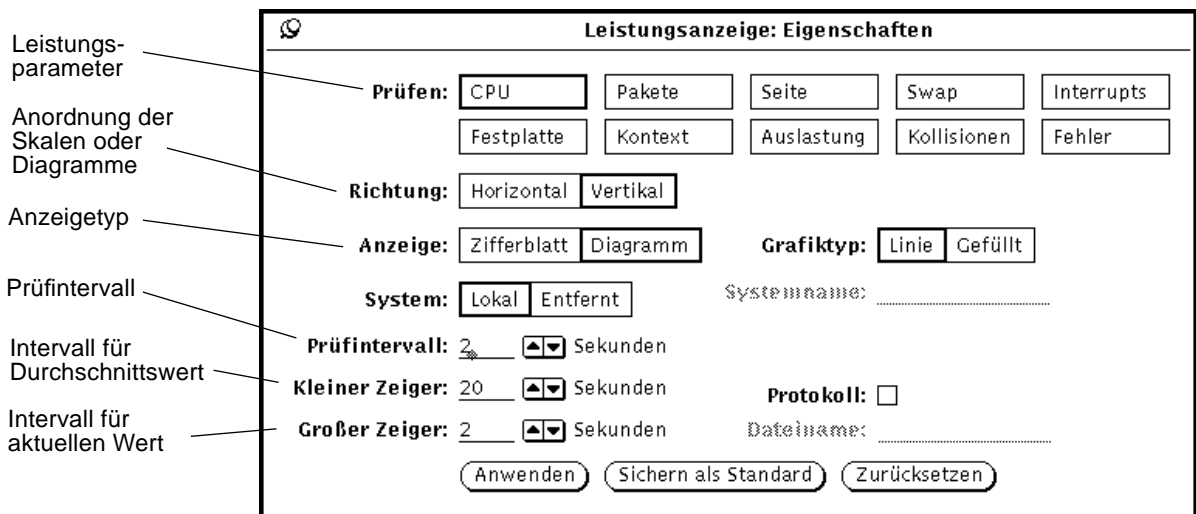 Leistungsanzeige: Eigenschaften
Leistungs-
parameter
Prüfen: CPU Pakete Seite Swap Interrupts
Festplatte Kontext Auslastung Kollisionen Fehler
Anordnung der
Skalen oder
Diagramme
Richtung: Horizontal Vertikal
Anzeigetyp
Anzeige: Zifferblatt Diagramm Grafiktyp: Linie Gefüllt
System: Lokal Entfernt Systemname:
Prüfintervall
Prüfintervall: 2 Sekunden
Intervall für
Durchschnittswert
Kleiner Zeiger: 20 Sekunden Protokoll:
Intervall für
aktuellen Wert
Großer Zeiger: 2 Sekunden Dateiname:
Anwenden Sichern als Standard Zurücksetzen